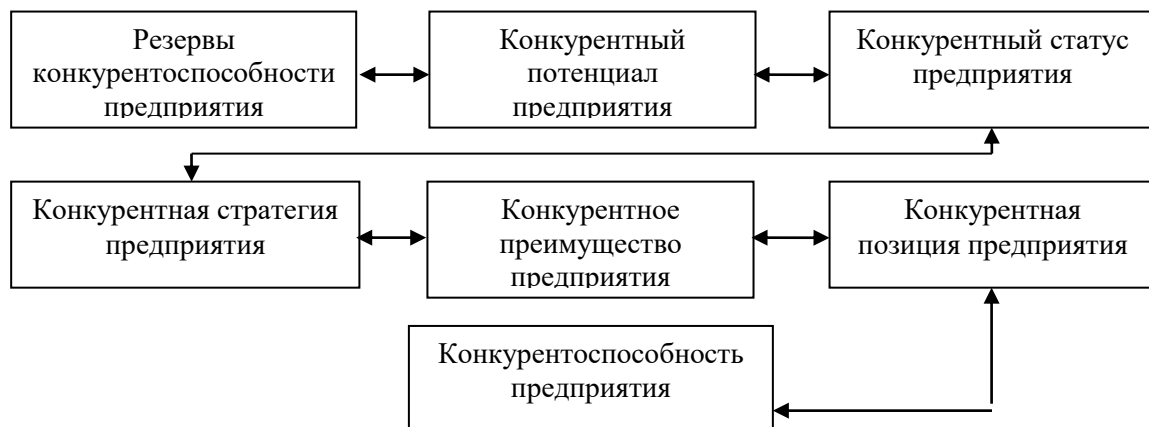 Резервы
конкурентоспособности
предприятия
Конкурентный
потенциал
предприятия
Конкурентный статус
предприятия
Конкурентная стратегия
предприятия
Конкурентное
преимущество
предприятия
Конкурентная
позиция предприятия
Конкурентоспособность
предприятия